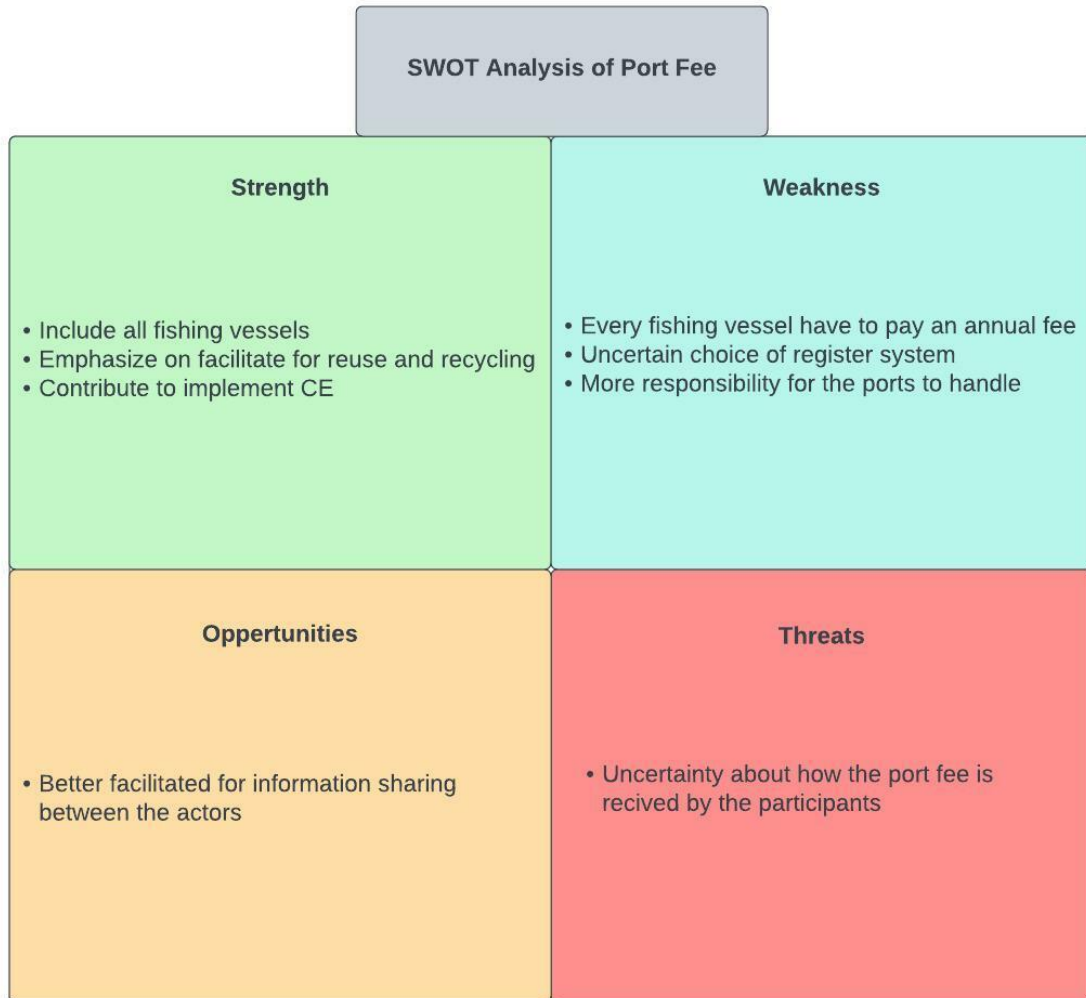 SWOT Analysis of Port Fee
Strength
• Include all fishing vessels
• Emphasize on facilitate for reuse and recycling
• Contribute to implement CE
Weakness
• Every fishing vessel have to pay an annual fee
• Uncertain choice of register system
• More responsibility for the ports to handle
Oppertunities
• Better facilitated for information sharing
between the actors
Threats
• Uncertainty about how the port fee is
recived by the participants